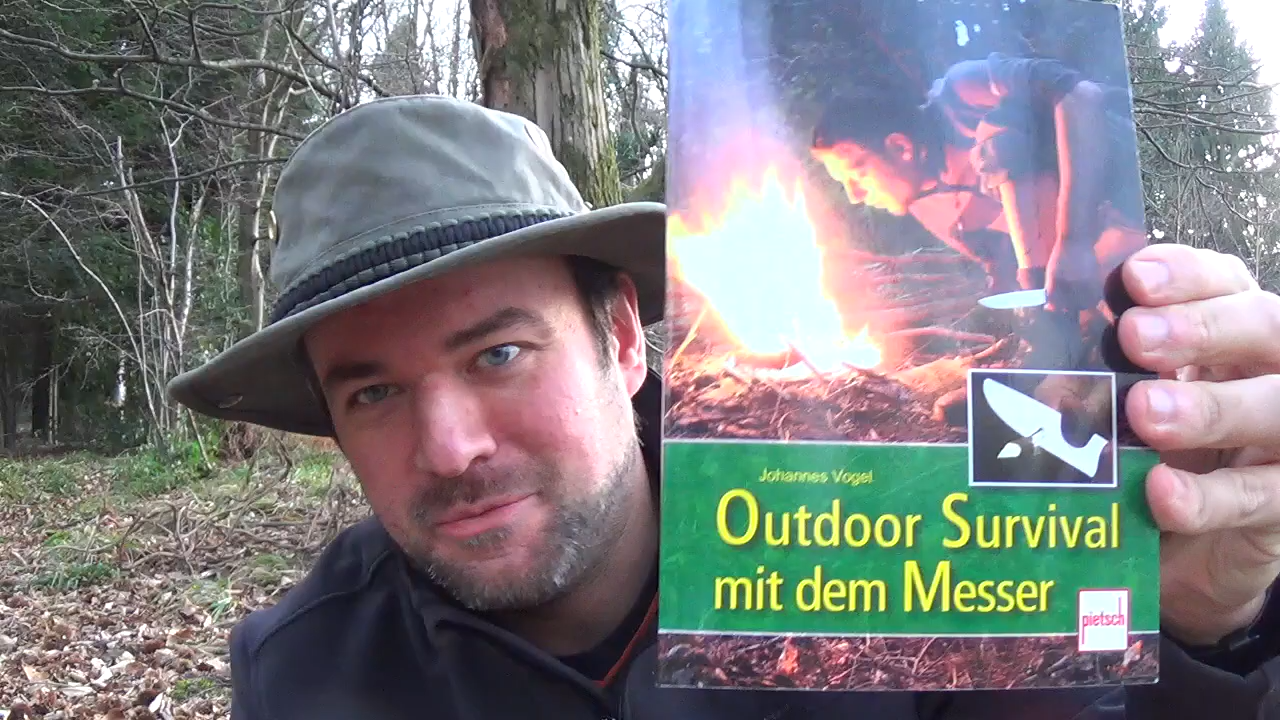 Johannes Vogel
Outdoor Survival
mit dem Messer
pietsch